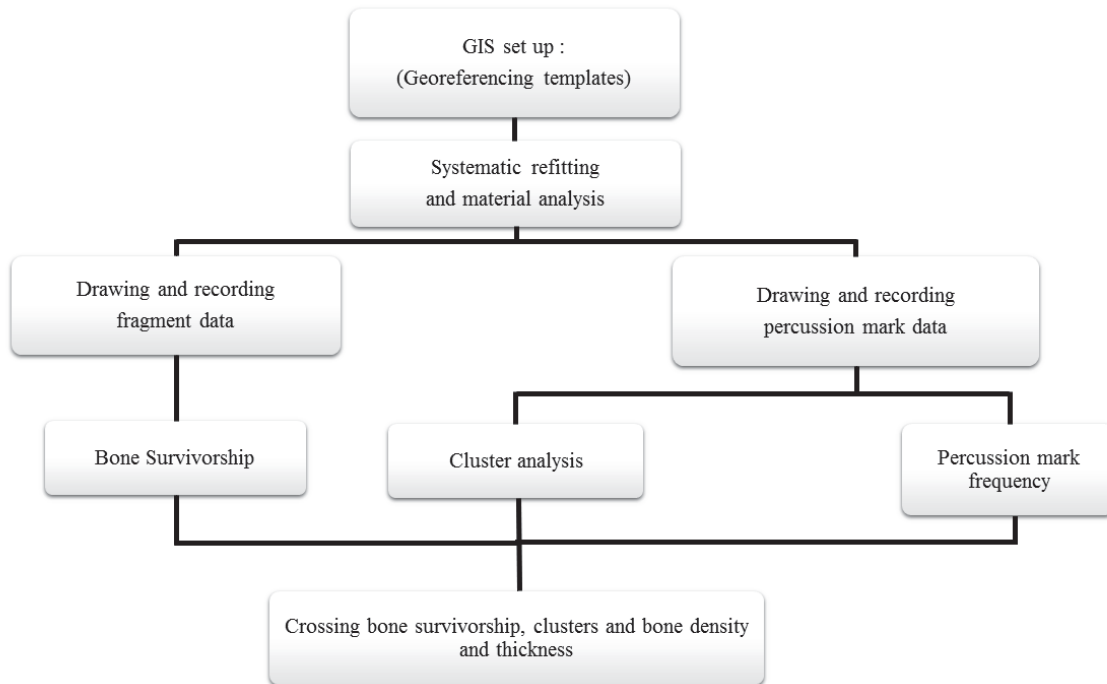 GIS set up :
(Georeferencing templates)
Systematic refitting
and material analysis
Drawing and recording
fragment data
Drawing and recording
percussion mark data
Bone Survivorship
Cluster analysis
Percussion mark
frequency
Crossing bone survivorship, clusters and bone density
and thickness